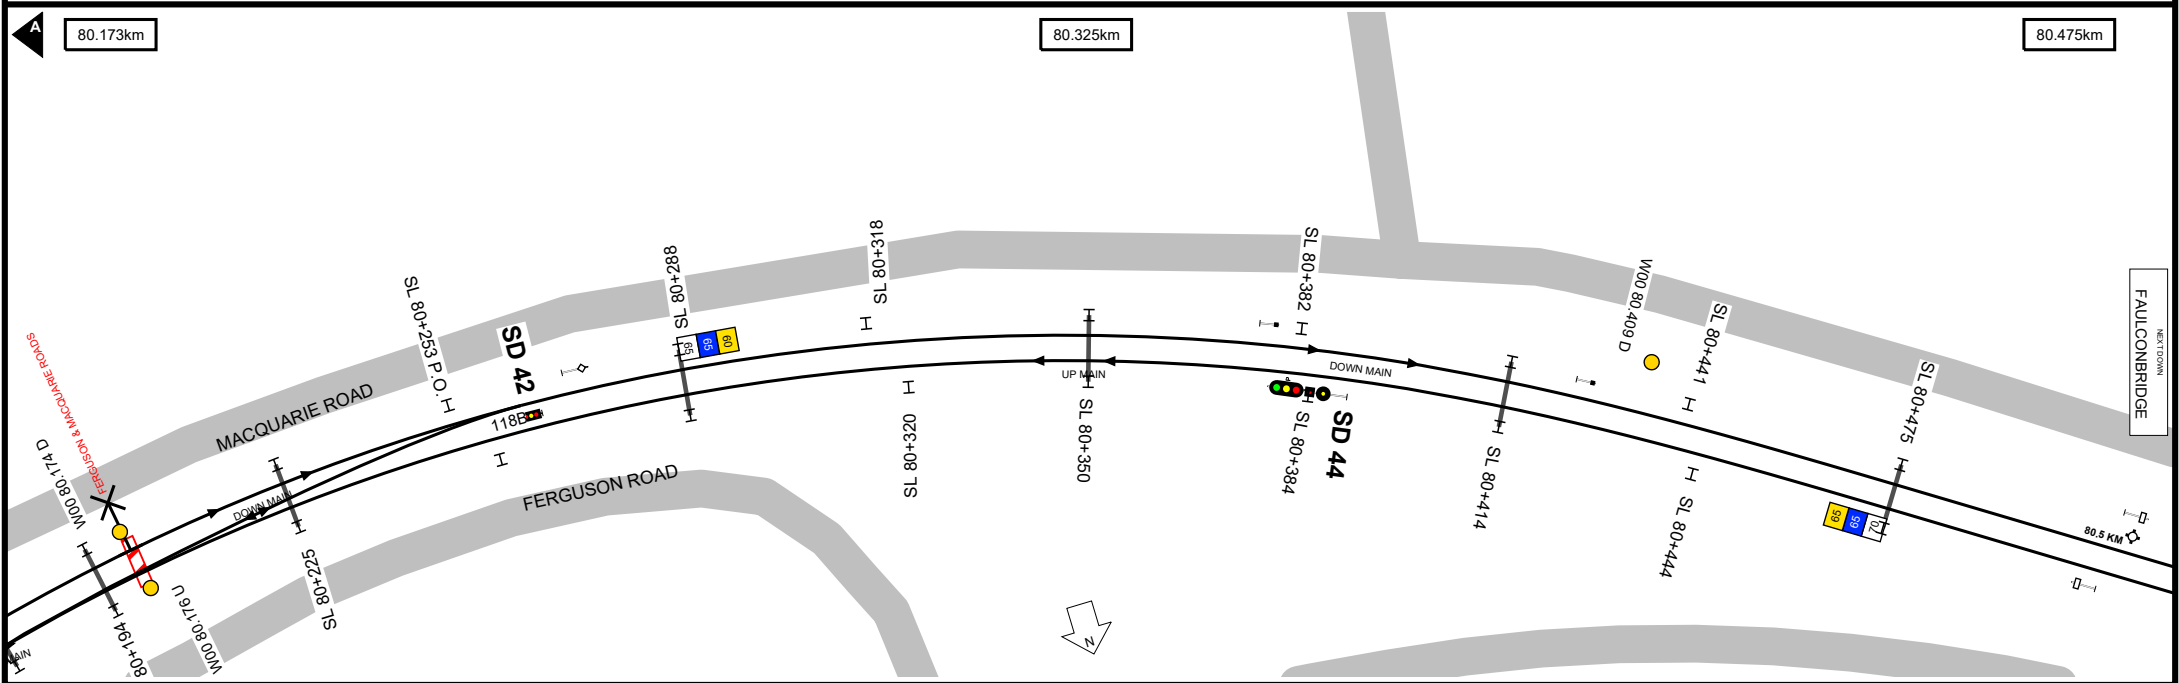 A
80.173km
80.325km
80.475km
FERGUSON & MACQUARIE ROADS
W00 80.174 D
MACQUARIE ROAD
SL 80+253 P.O.
SD 42
SL 80+288
65
65
60
SL 80+318
SL 80+382
W00 80.409 D
SL 80+441
SL 80+475
NEXT DOWN
FAULCONBRIDGE
118B
DOWN MAIN
FERGUSON ROAD
SL 80+320
UP MAIN
SL 80+350
DOWN MAIN
SL 80+384
SD 44
SL 80+414
SL 80+444
65
65
70
80.5 KM
80+194
W00 80.176 U
SL 80+225
MAIN
N